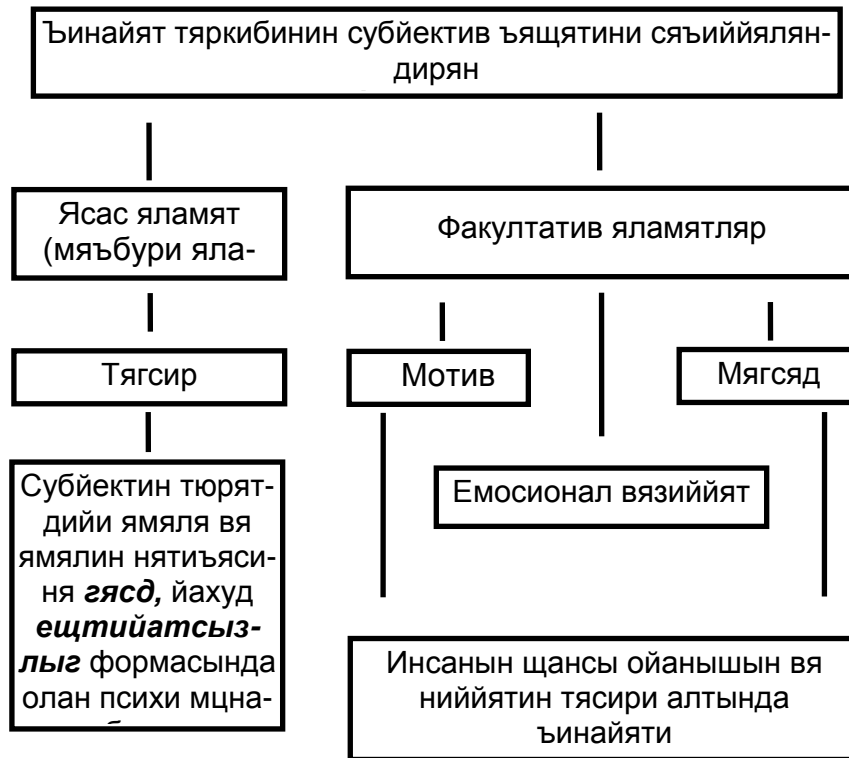 Ъинайят тяркибинин субйектив ъящятини сяъиййялян-
дирян
Ясас яламят
(мяъбури яла-
Факултатив яламятляр
Тягсир
Мотив
Мягсяд
Субйектин тюрят-
дийи ямяля вя
ямялин нятиъяси-
ня гясд, йахуд
ещтийатсыз-
лыг формасында
олан психи мцна-
Емосионал вязиййят
Инсанын щансы ойанышын вя
ниййятин тясири алтында
ъинайяти